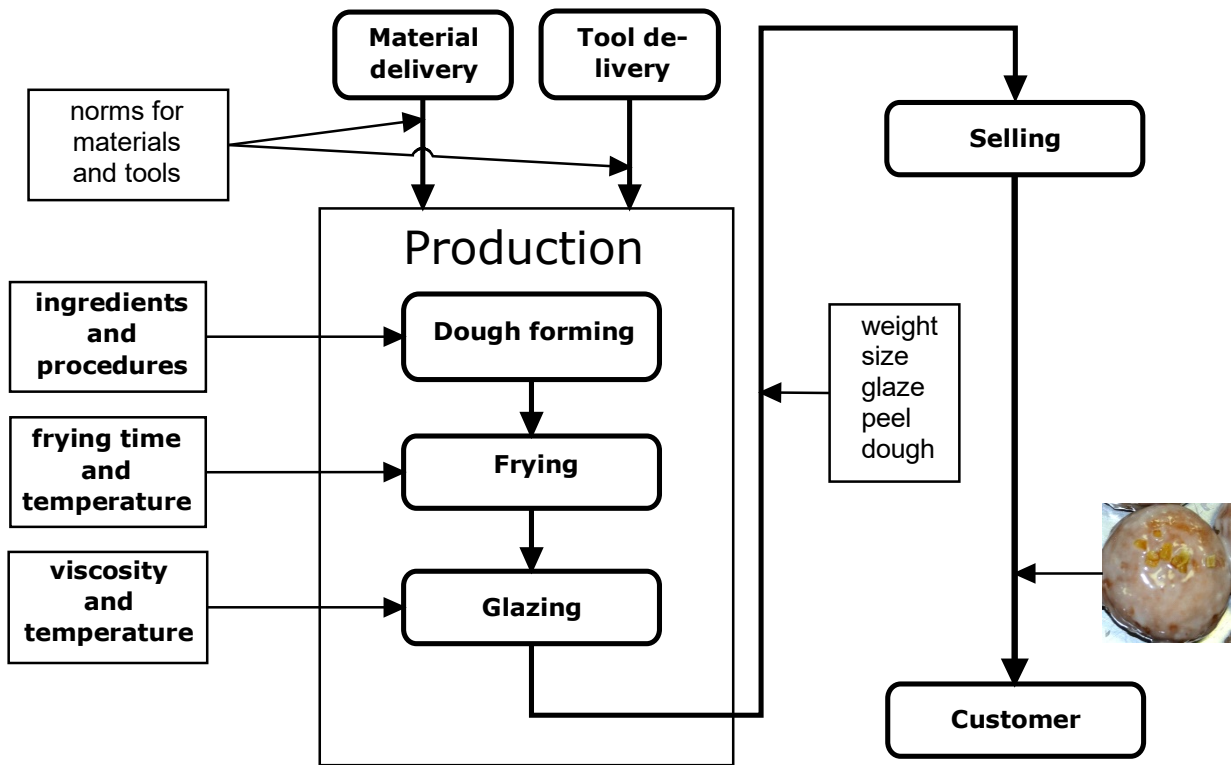 Material
delivery
Tool de-
livery
norms for
materials
and tools
Selling
Production
ingredients
and
procedures
Dough forming
weight
size
glaze
peel
dough
frying time
and
temperature
Frying
viscosity
and
temperature
Glazing
Customer